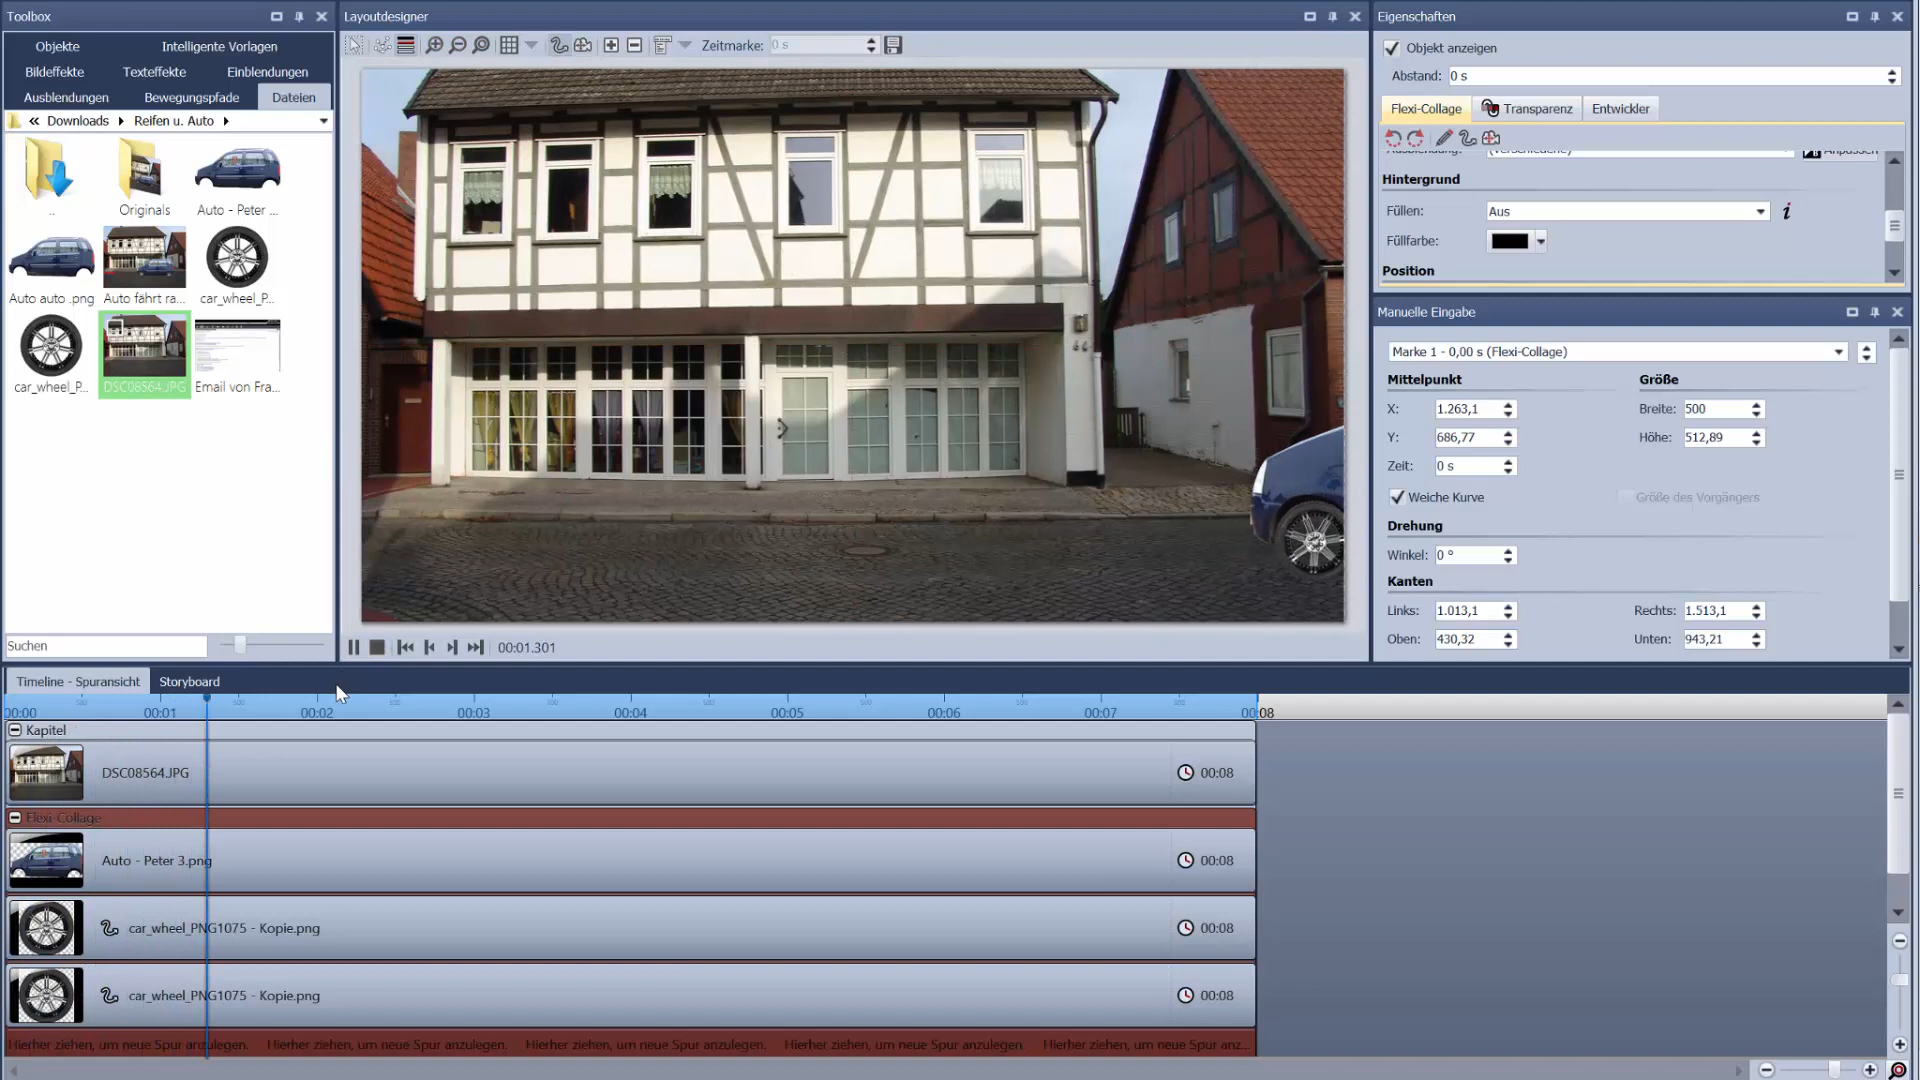 Toolbox
Objekte
Intelligente Vorlagen
Bildeffekte
Texteffekte
Einblendungen
Ausblendungen
Bewegungspfade
Dateien
« Downloads
Reifen u. Auto
..
Originals
Auto - Peter ...
Auto auto .png
Auto fährt ra...
car_wheel_P...
car_wheel_P...
DSC08564.JPG
Email von Fra...
Suchen
Layoutdesigner
Zeitmarke:
0 s
00:01.301
Eigenschaften
Objekt anzeigen
Abstand:
0 s
Flexi-Collage
Transparenz
Entwickler
Hintergrund
Füllen:
Aus
Füllfarbe:
Position
Manuelle Eingabe
Marke 1 - 0,00 s (Flexi-Collage)
Mittelpunkt
Größe
X:
1.263,1
Breite:
500
Y:
686,77
Höhe:
512,89
Zeit:
0 s
Weiche Kurve
Größe des Vorgängers
Drehung
Winkel:
0 °
Kanten
Links:
1.013,1
Rechts:
1.513,1
Oben:
430,32
Unten:
943,21
Timeline - Spuransicht
Storyboard
00:00
00:01
00:02
00:03
00:04
00:05
00:06
00:07
00:08
Kapitel
DSC08564.JPG
00:08
Flexi-Collage
Auto - Peter 3.png
00:08
car_wheel_PNG1075 - Kopie.png
00:08
car_wheel_PNG1075 - Kopie.png
00:08
Hierher ziehen, um neue Spur anzulegen.
Hierher ziehen, um neue Spur anzulegen.
Hierher ziehen, um neue Spur anzulegen.
Hierher ziehen, um neue Spur anzulegen.
Hierher ziehen, um neue Spur anz...